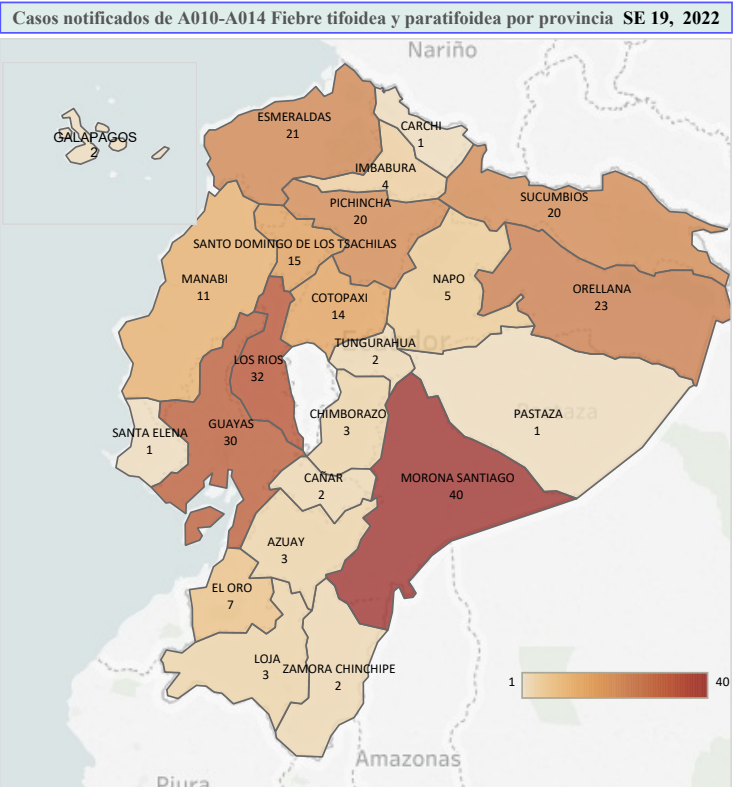 Casos notificados de A010-A014 Fiebre tifoidea y paratifoidea por provincia SE 19, 2022
Nariño
ESMERALDAS
21
CARCHI
1
GALAPAGOS
2
IMBABURA
4
PICHINCHA
20
SUCUMBIOS
20
SANTO DOMINGO DE LOS TSACHILAS
15
MANABI
11
COTOPAXI
14
NAPO
5
ORELLANA
23
Ecuador
TUNGURAHUA
2
LOS RIOS
32
CHIMBORAZO
3
PASTAZA
1
Pastaza
SANTA ELENA
1
GUAYAS
30
CAÑAR
2
MORONA SANTIAGO
40
AZUAY
3
EL ORO
7
LOJA
3
ZAMORA CHINCHIPE
2
1
40
Amazonas
Piura